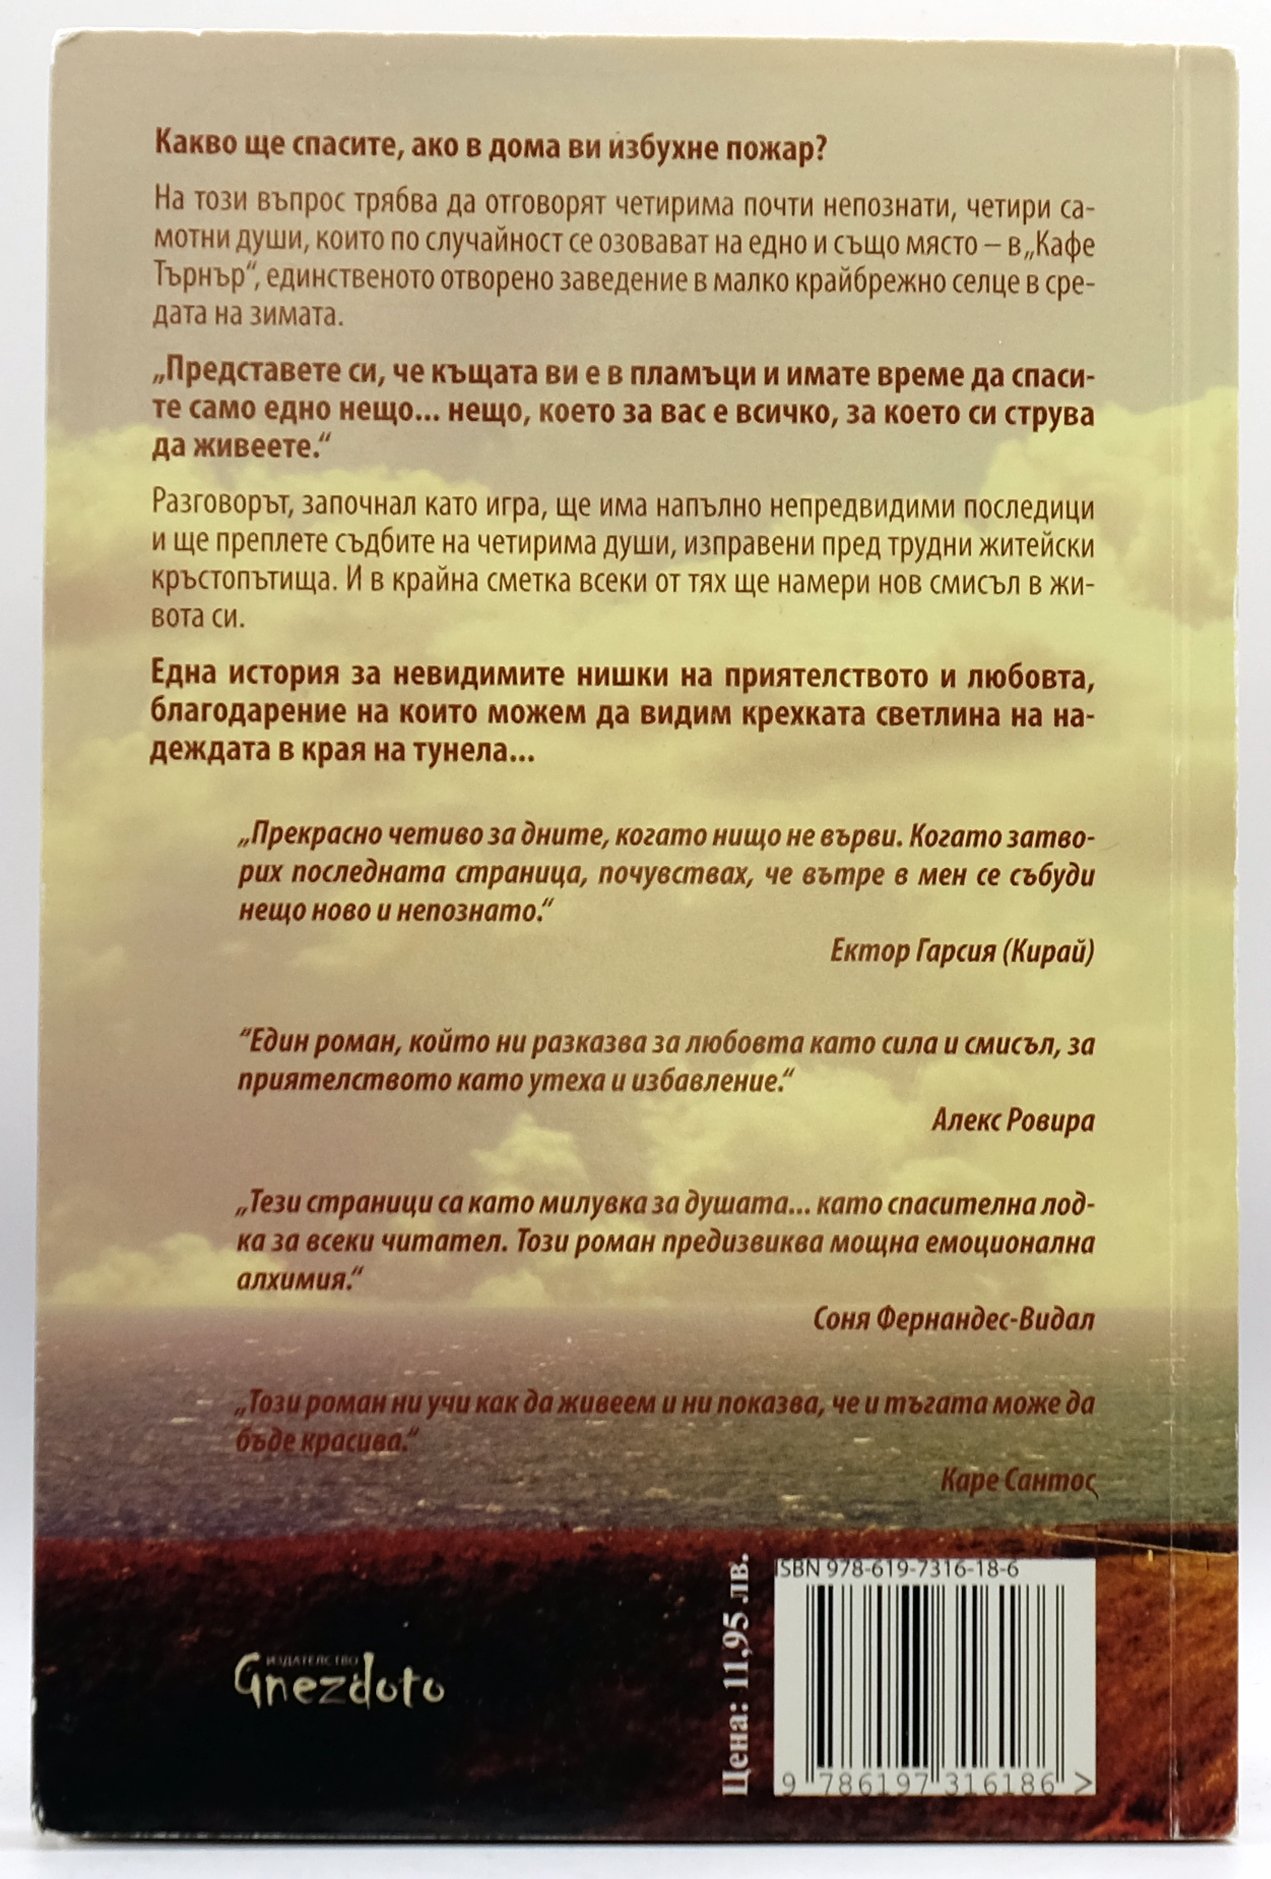 Какво ще спасите, ако в дома ви избухне пожар?
На този въпрос трябва да отговорят четирима почти непознати, четири са-
мотни души, които по случайност се озовават на едно и също място – в „Кафе
Търнър“, единственото отворено заведение в малко крайбрежно селце в сре-
дата на зимата.
„Представете си, че къщата ви е в пламъци и имате време да спаси-
те само едно нещо... нещо, което за вас е всичко, за което си струва
да живеете.“
Разговорът, започнал като игра, ще има напълно непредвидими последици
и ще преплете съдбите на четирима души, изправени пред трудни житейски
кръстопътища. И в крайна сметка всеки от тях ще намери нов смисъл в жи-
вота си.
Една история за невидимите нишки на приятелството и любовта,
благодарение на които можем да видим крехката светлина на на-
деждата в края на тунела...
„Прекрасно четиво за дните, когато нищо не върви. Когато затво-
рих последната страница, почувствах, че вътре в мен се събуди
нещо ново и непознато.“
Ектор Гарсия (Кирай)
“Един роман, който ни разказва за любовта като сила и смисъл, за
приятелството като утеха и избавление.“
Алекс Ровира
„Тези страници са като милувка за душата... като спасителна лод-
ка за всеки читател. Този роман предизвиква мощна емоционална
алхимия.“
Соня Фернандес-Видал
„Този роман ни учи как да живеем и ни показва, че и тъгата може да
бъде красива.“
Каре Сантос
ИЗДАТЕЛСТВО
Gnezdoto
Цена: 11,95 лв.
ISBN 978-619-7316-18-6
9 786197 316186 >